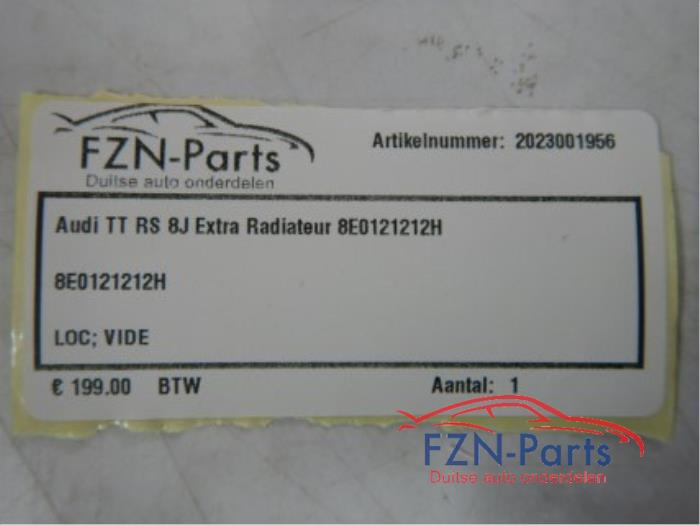 FZN-Parts
Duitse auto onderdelen
Artikelnummer: 2023001956
Audi TT RS 8J Extra Radiateur 8E0121212H
8E0121212H
LOC; VIDE
€ 199.00 BTW
Aantal: 1
FZN-Parts
Duitse auto onderdelen